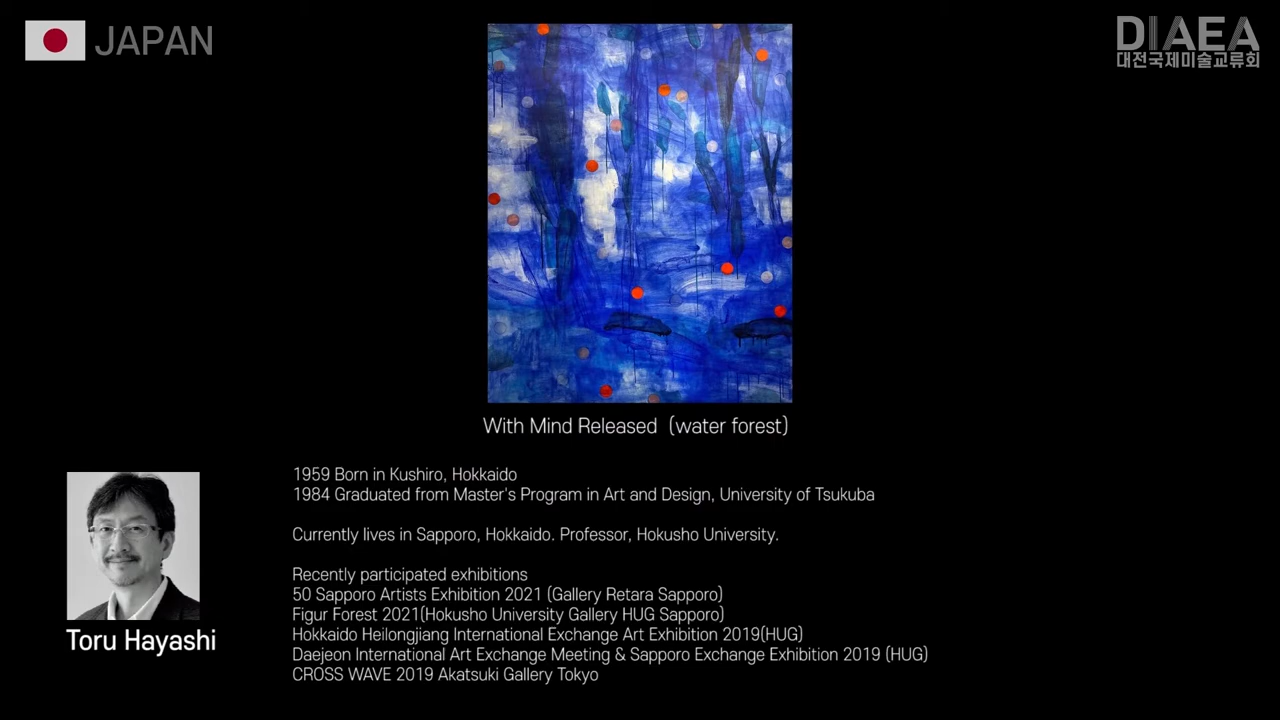 JAPAN
DIAEA
대전국제미술교류회
With Mind Released (water forest)
1959 Born in Kushiro, Hokkaido
1984 Graduated from Master's Program in Art and Design, University of Tsukuba
Currently lives in Sapporo, Hokkaido. Professor, Hokusho University.
Recently participated exhibitions
50 Sapporo Artists Exhibition 2021 (Gallery Retara Sapporo)
Figur Forest 2021(Hokusho University Gallery HUG Sapporo)
Hokkaido Heilongjiang International Exchange Art Exhibition 2019(HUG)
Daejeon International Art Exchange Meeting & Sapporo Exchange Exhibition 2019 (HUG)
CROSS WAVE 2019 Akatsuki Gallery Tokyo
Toru Hayashi